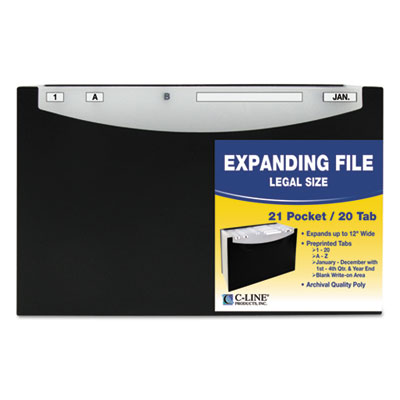 1 A B JAN.
EXPANDING FILE
LEGAL SIZE
21 Pocket / 20 Tab
• Expands up to 12" Wide
• Preprinted Tabs
>1 - 20
>A - Z
>January - December with
1st - 4th Qtr. & Year End
>Blank Write-on Area
• Archival Quality Poly
C-LINE
PRODUCTS, INC.